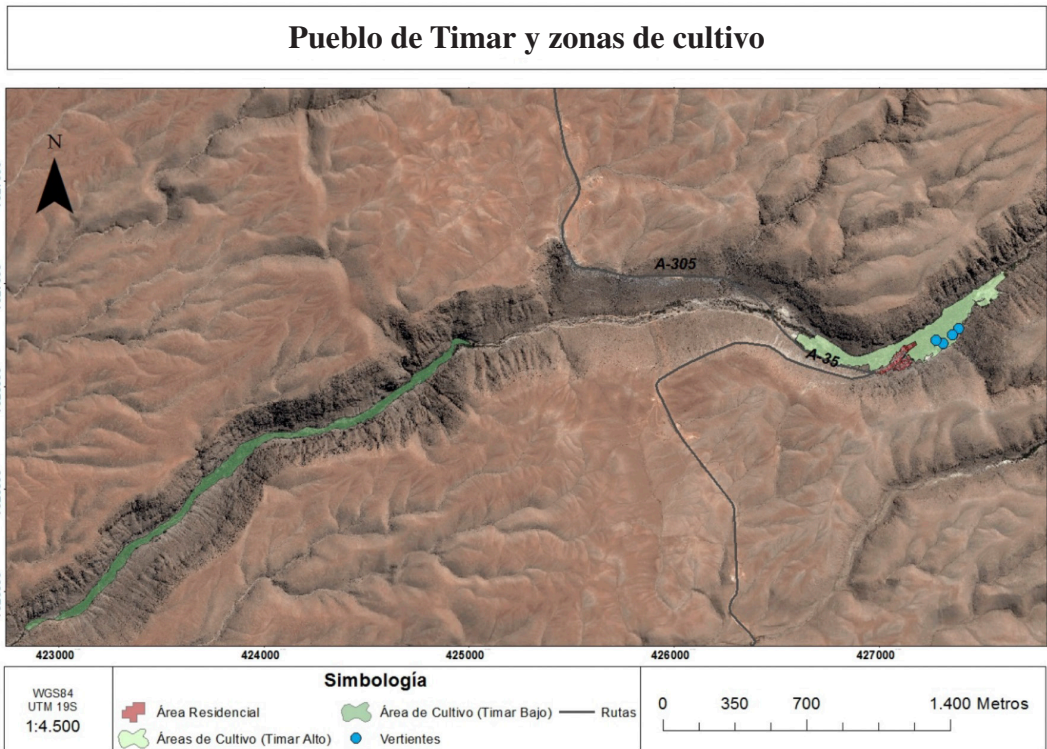 Pueblo de Timar y zonas de cultivo
N
A-305
A-35
423000 424000 425000 426000 427000
WGS84
UTM 19S
1:4.500
Simbología
Área Residencial
Área de Cultivo (Timar Bajo)
Rutas
Áreas de Cultivo (Timar Alto)
Vertientes
0 350 700 1.400 Metros